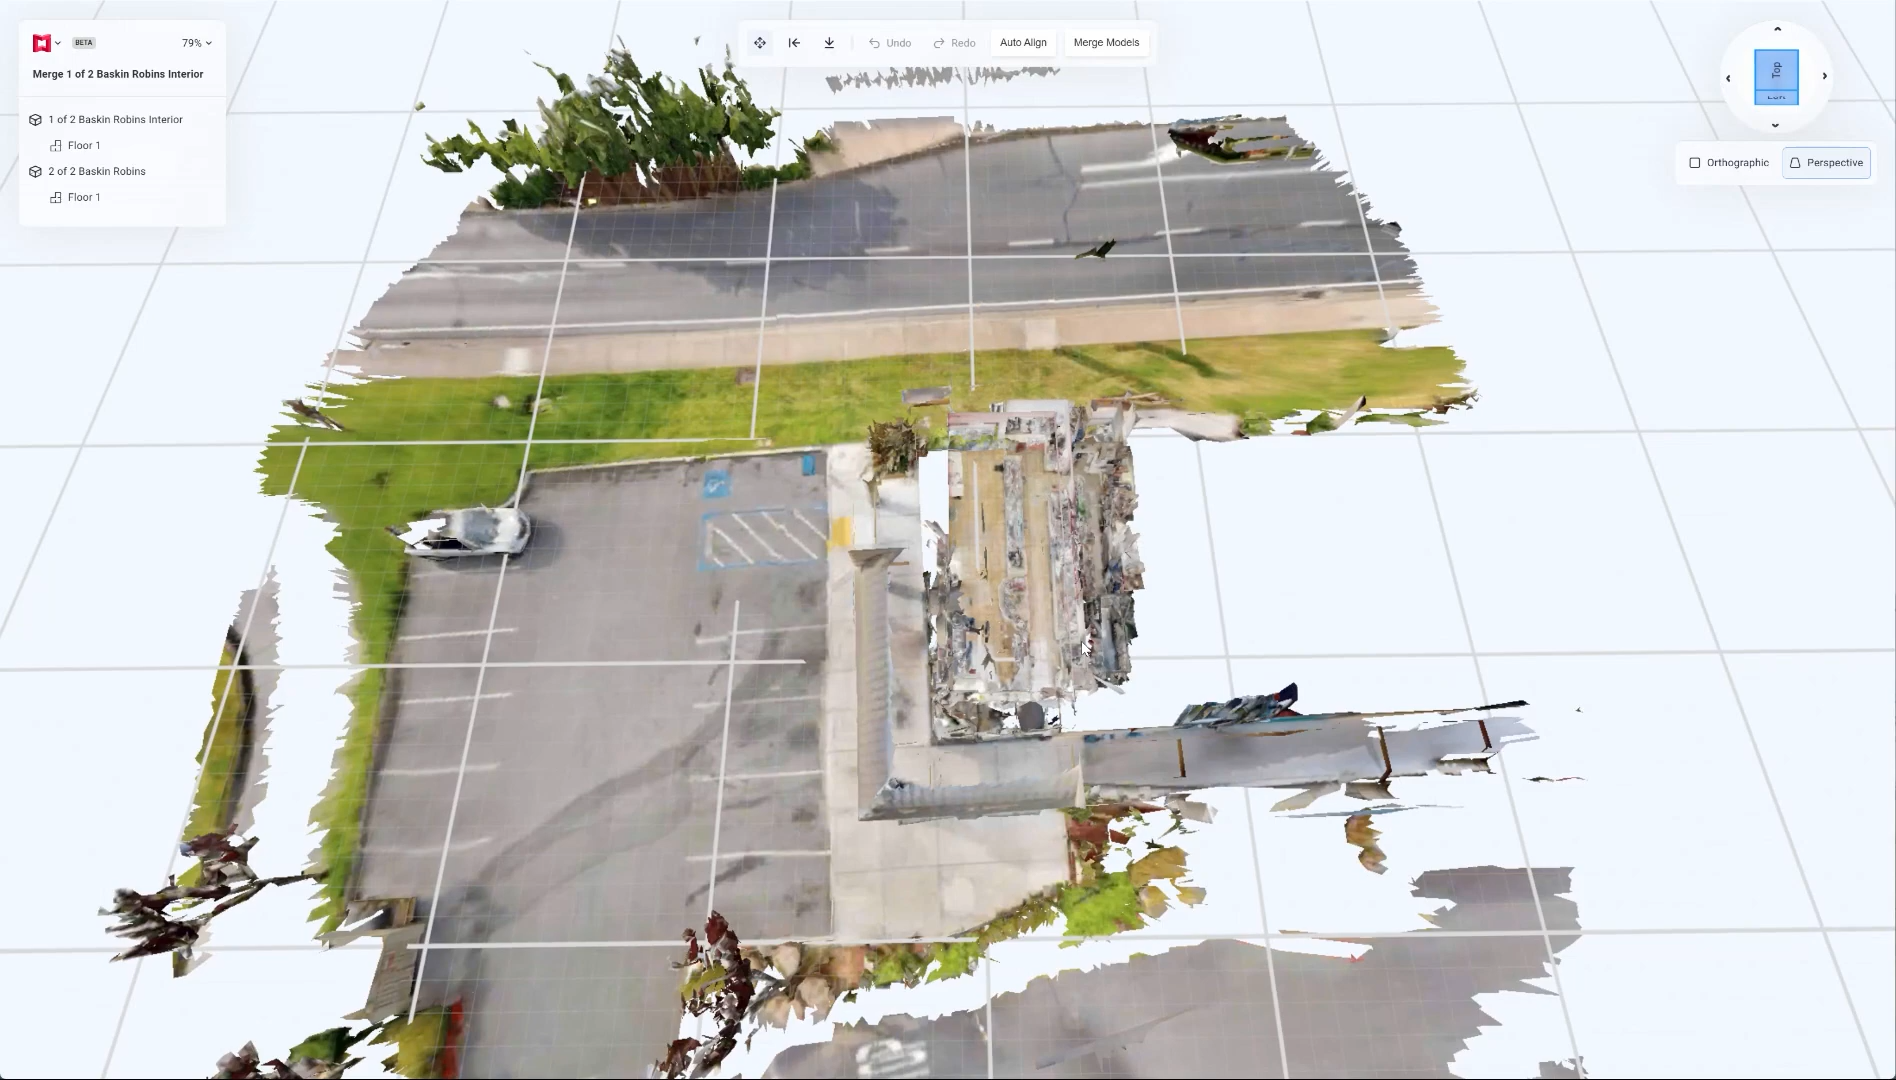 BETA
79%
Merge 1 of 2 Baskin Robins Interior
1 of 2 Baskin Robins Interior
Floor 1
2 of 2 Baskin Robins
Floor 1
Undo
Redo
Auto Align
Merge Models
Top
Orthographic
Perspective